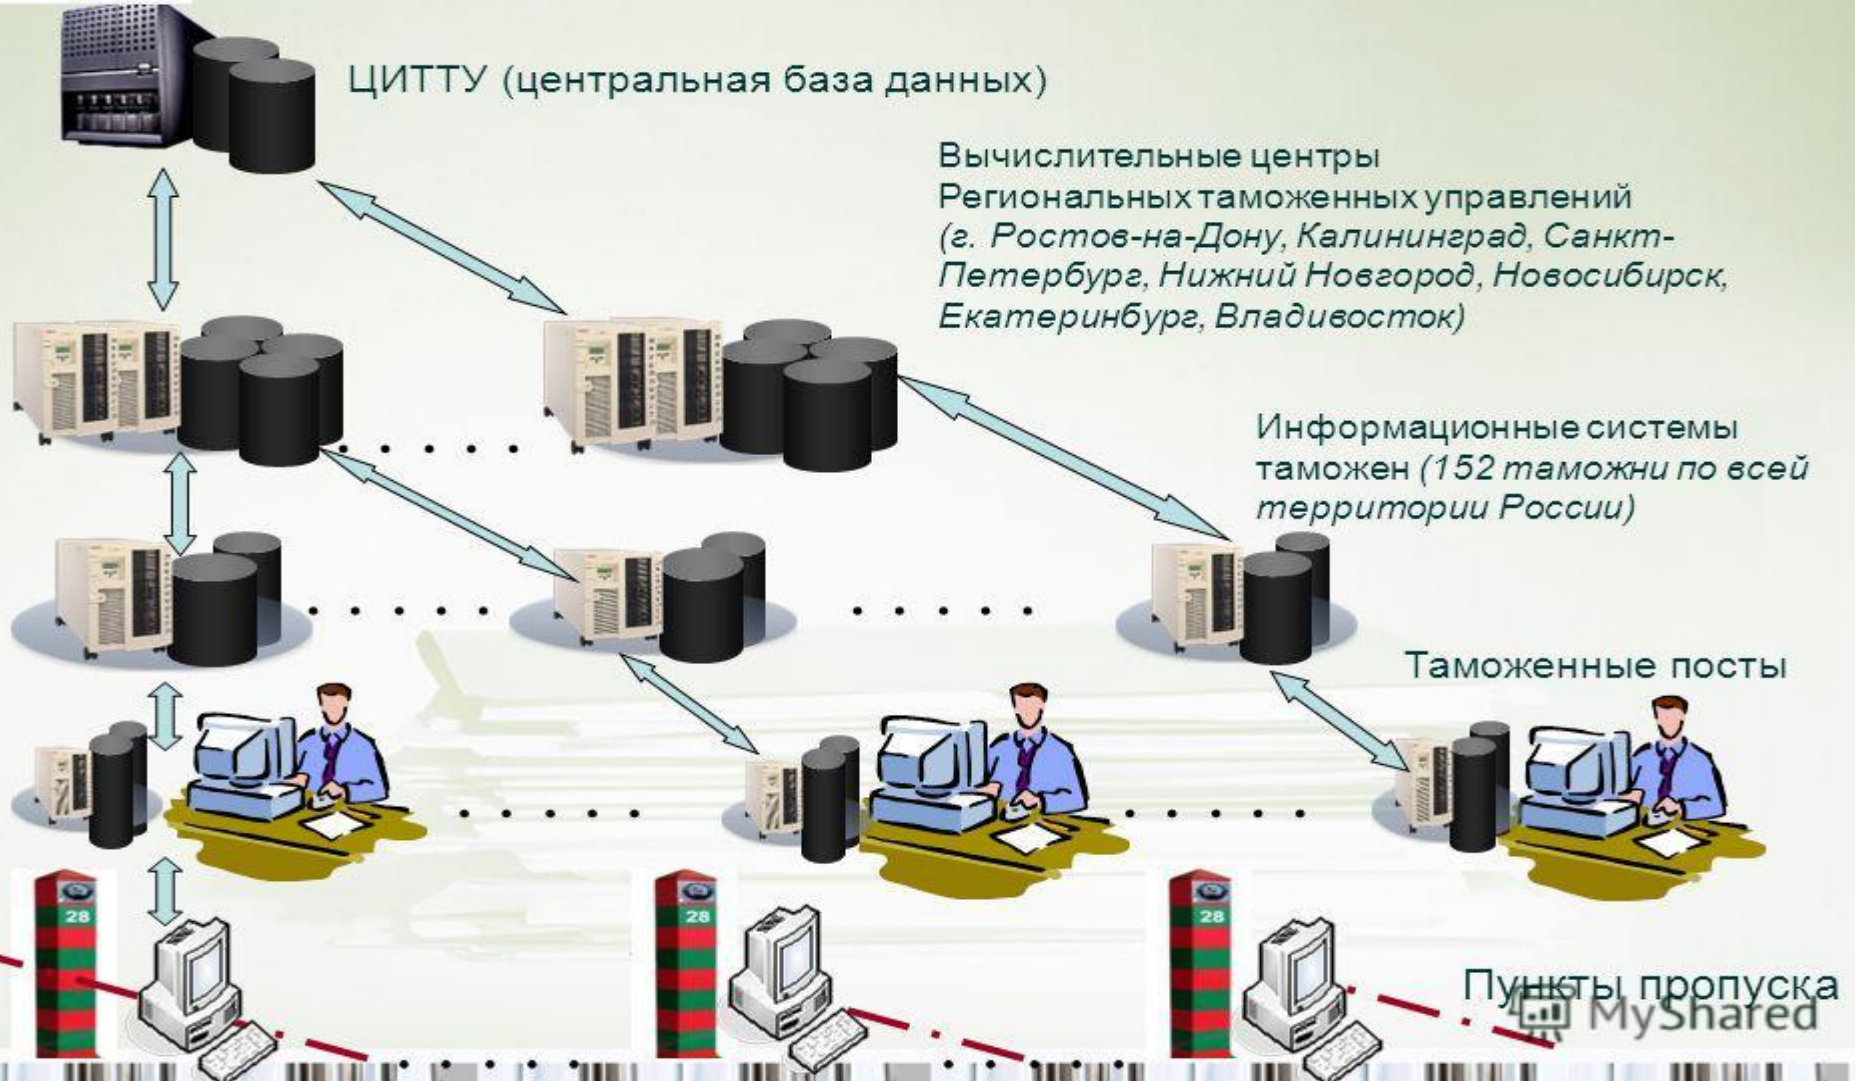 ЦИТТУ (центральная база данных)
Вычислительные центры
Региональных таможенных управлений
(г. Ростов-на-Дону, Калининград, Санкт-
Петербург, Нижний Новгород, Новосибирск,
Екатеринбург, Владивосток)
Информационные системы
таможен (152 таможни по всей
территории России)
Таможенные посты
28
28
28
Пункты пропуска
MyShared